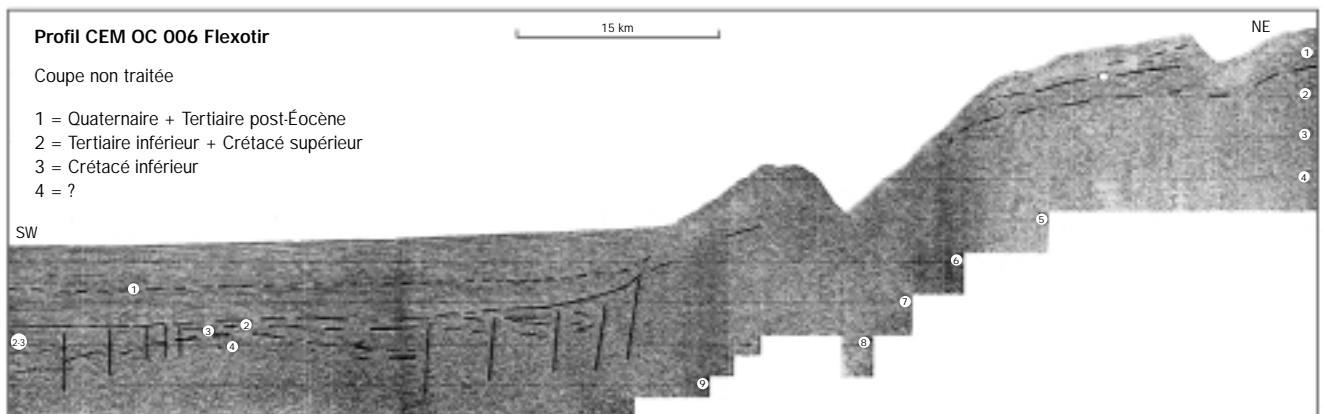 Profil CEM OC 006 Flexotir
15 km
NE
Coupe non traitée
1 = Quaternaire + Tertiaire post-Éocène
2 = Tertiaire inférieur + Crétacé supérieur
3 = Crétacé inférieur
4 = ?
SW
1
2
3
4
5
6
7
8
9
1
2
3
4
2-3